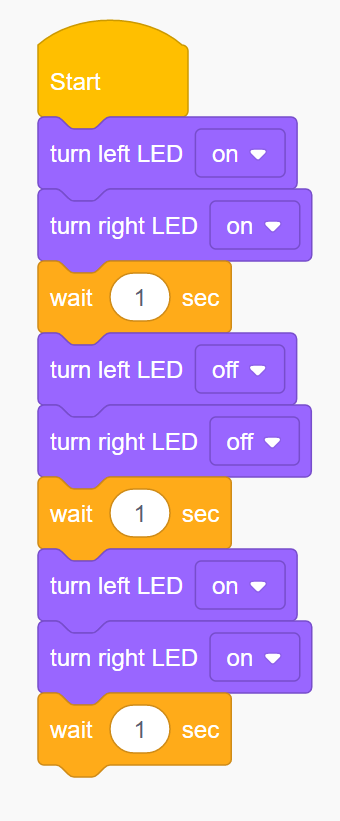 Start
turn left LED on
turn right LED on
wait 1 sec
turn left LED off
turn right LED off
wait 1 sec
turn left LED on
turn right LED on
wait 1 sec